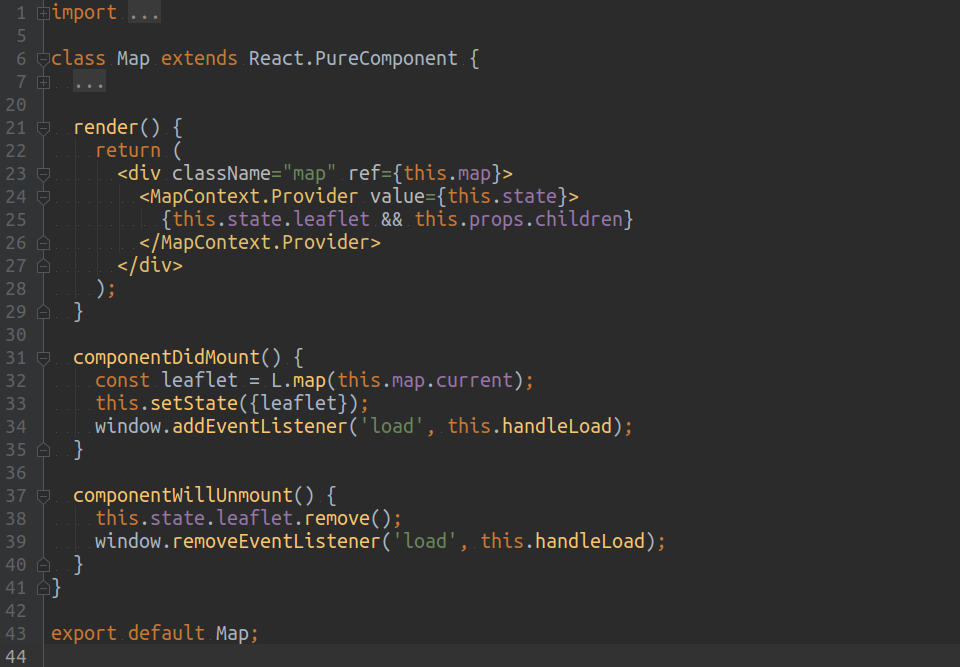 1 import ...
5
6 class Map extends React.PureComponent {
7   ...
20
21   render() {
22     return (
23       <div className="map" ref={this.map}>
24         <MapContext.Provider value={this.state}>
25           {this.state.leaflet && this.props.children}
26         </MapContext.Provider>
27       </div>
28     );
29   }
30
31   componentDidMount() {
32     const leaflet = L.map(this.map.current);
33     this.setState({leaflet});
34     window.addEventListener('load', this.handleLoad);
35   }
36
37   componentWillUnmount() {
38     this.state.leaflet.remove();
39     window.removeEventListener('load', this.handleLoad);
40   }
41 }
42
43 export default Map;
44